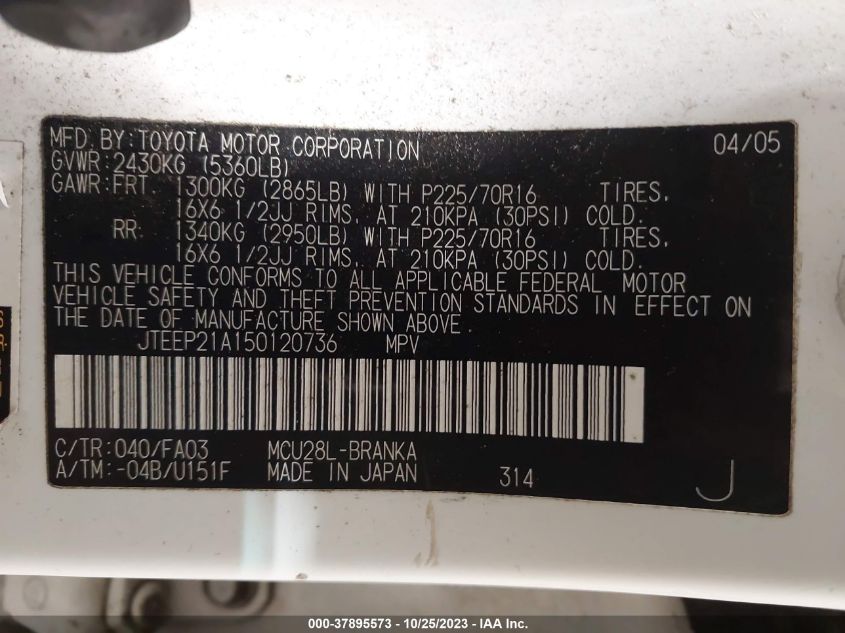 MFD. BY: TOYOTA MOTOR CORPORATION 04/05
GVWR: 2430KG (5360LB)
GAWR: FRT. 1300KG (2865LB) WITH P225/70R16 TIRES,
16X6 1/2JJ RIMS, AT 210KPA (30PSI) COLD.
RR. 1340KG (2950LB) WITH P225/70R16 TIRES,
16X6 1/2JJ RIMS, AT 210KPA (30PSI) COLD.
THIS VEHICLE CONFORMS TO ALL APPLICABLE FEDERAL MOTOR
VEHICLE SAFETY AND THEFT PREVENTION STANDARDS IN EFFECT ON
THE DATE OF MANUFACTURE SHOWN ABOVE.
JTEEP21A150120736 MPV
C/TR: 040/FA03 MCU28L-BRANKA
A/TM: -04B/U151F MADE IN JAPAN 314 J
000-37895573 - 10/25/2023 - IAA Inc.